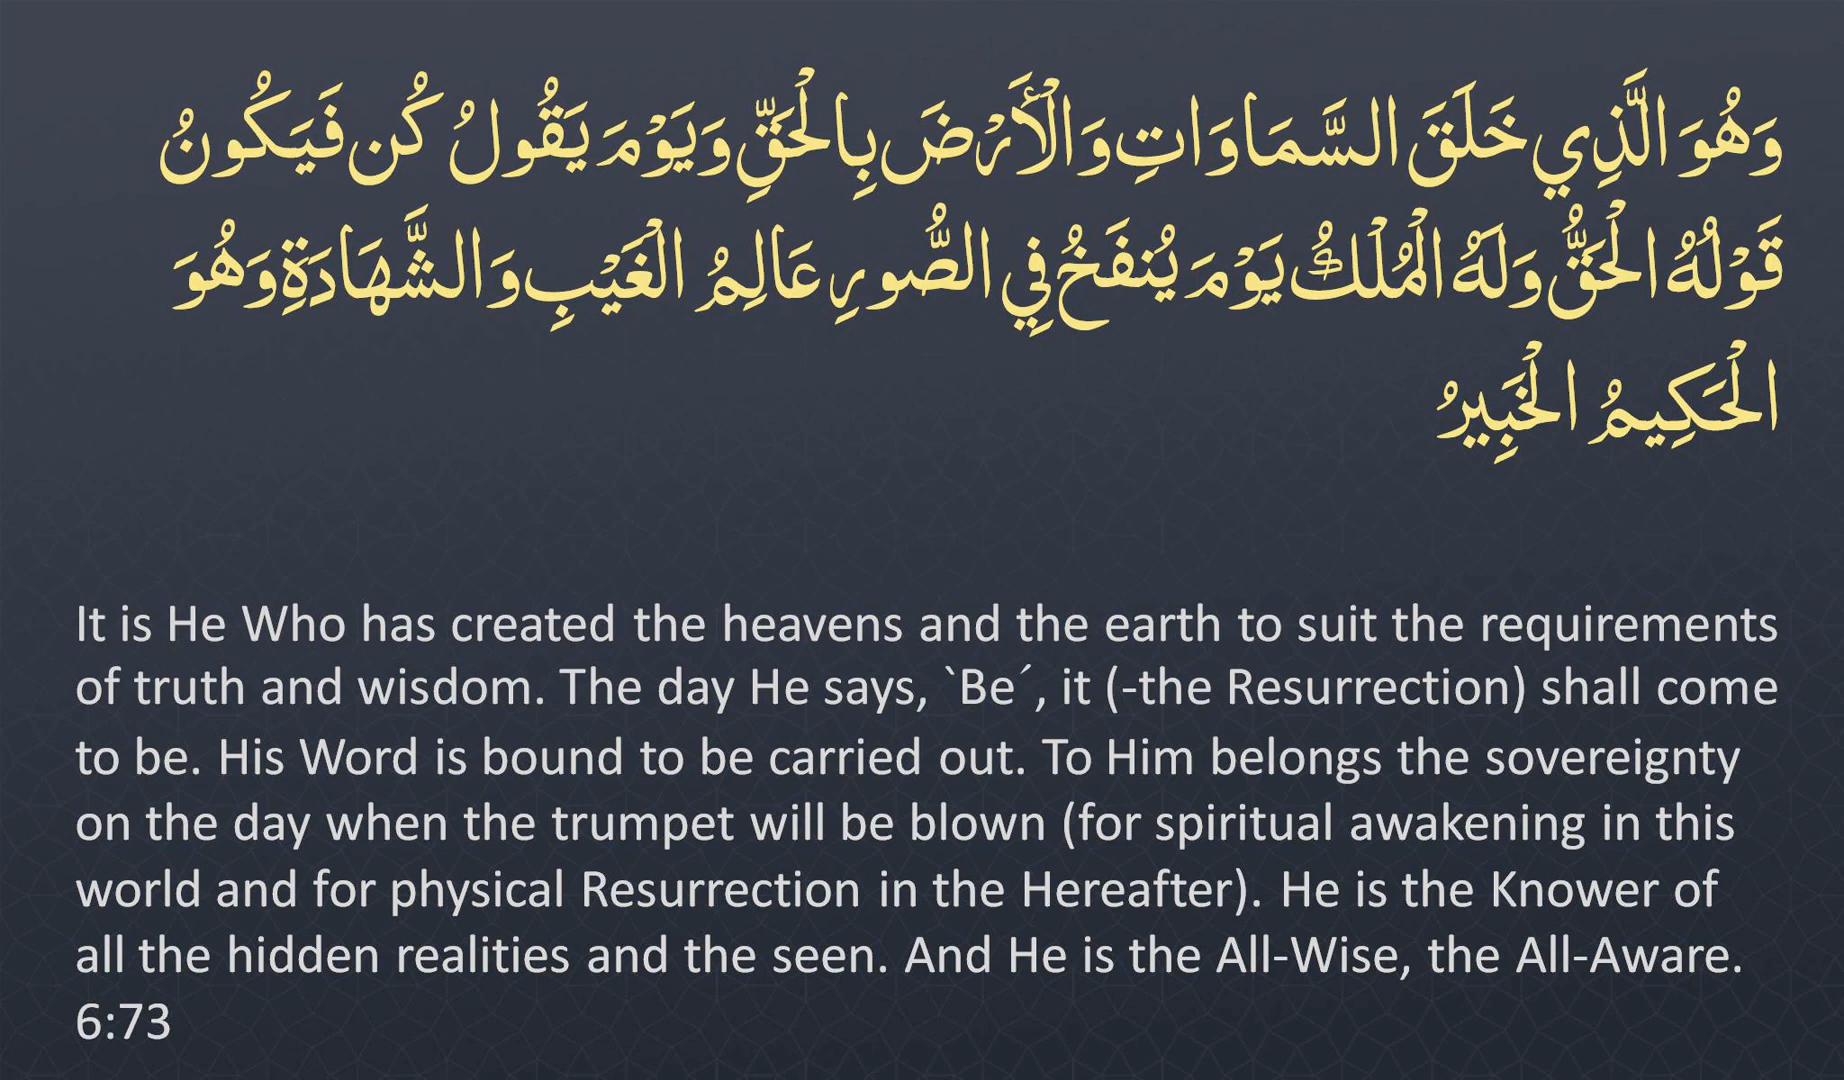 وَهُوَ الَّذِي خَلَقَ السَّمَاوَاتِ وَالْأَرْضَ بِالْحَقِّ وَيَوْمَ يَقُولُ كُن فَيَكُونُ
قَوْلُهُ الْحَقُّ وَلَهُ الْمُلْكُ يَوْمَ يُنفَخُ فِي الصُّورِ عَالِمُ الْغَيْبِ وَالشَّهَادَةِ وَهُوَ
الْحَكِيمُ الْخَبِيرُ
It is He Who has created the heavens and the earth to suit the requirements
of truth and wisdom. The day He says, `Be´, it (-the Resurrection) shall come
to be. His Word is bound to be carried out. To Him belongs the sovereignty
on the day when the trumpet will be blown (for spiritual awakening in this
world and for physical Resurrection in the Hereafter). He is the Knower of
all the hidden realities and the seen. And He is the All-Wise, the All-Aware.
6:73